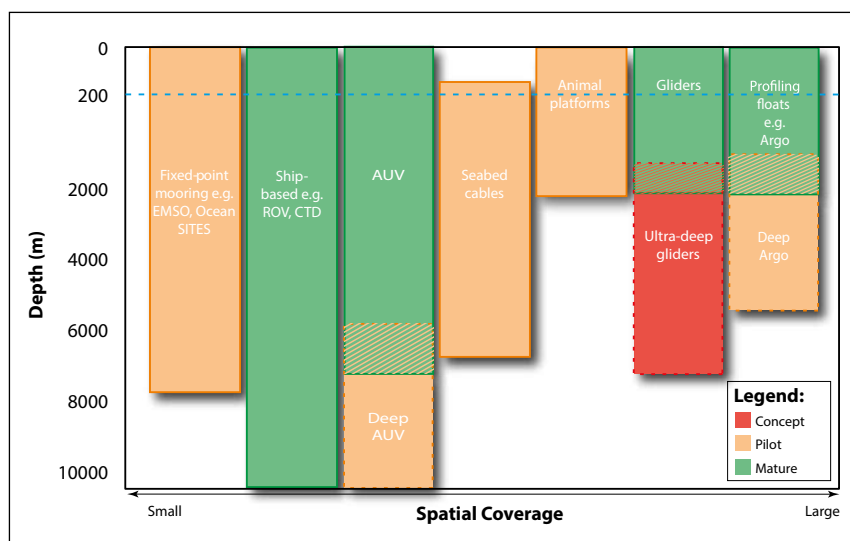 0
200
2000
4000
6000
8000
10000
Depth (m)
Fixed-point
mooring e.g.
EMSO, Ocean
SITES
Ship-
based e.g.
ROV, CTD
AUV
Deep
AUV
Seabed
cables
Animal
platforms
Gliders
Ultra-deep
gliders
Profiling
floats
e.g.
Argo
Deep
Argo
Legend:
Concept
Pilot
Mature
Small
Spatial Coverage
Large